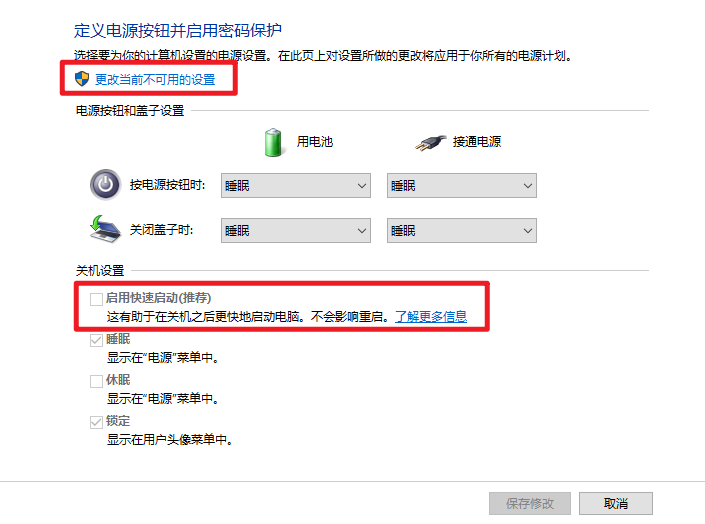 定义电源按钮并启用密码保护
选择要为你的计算机设置的电源设置。在此页上对设置所做的更改将应用于你所有的电源计划。
更改当前不可用的设置
电源按钮和盖子设置
用电池 接通电源
按电源按钮时: 睡眠 睡眠
关闭盖子时: 睡眠 睡眠
关机设置
启用快速启动(推荐)
这有助于在关机之后更快地启动电脑。不会影响重启。了解更多信息
睡眠
显示在"电源"菜单中。
休眠
显示在"电源"菜单中。
锁定
显示在用户头像菜单中。
保存修改 取消